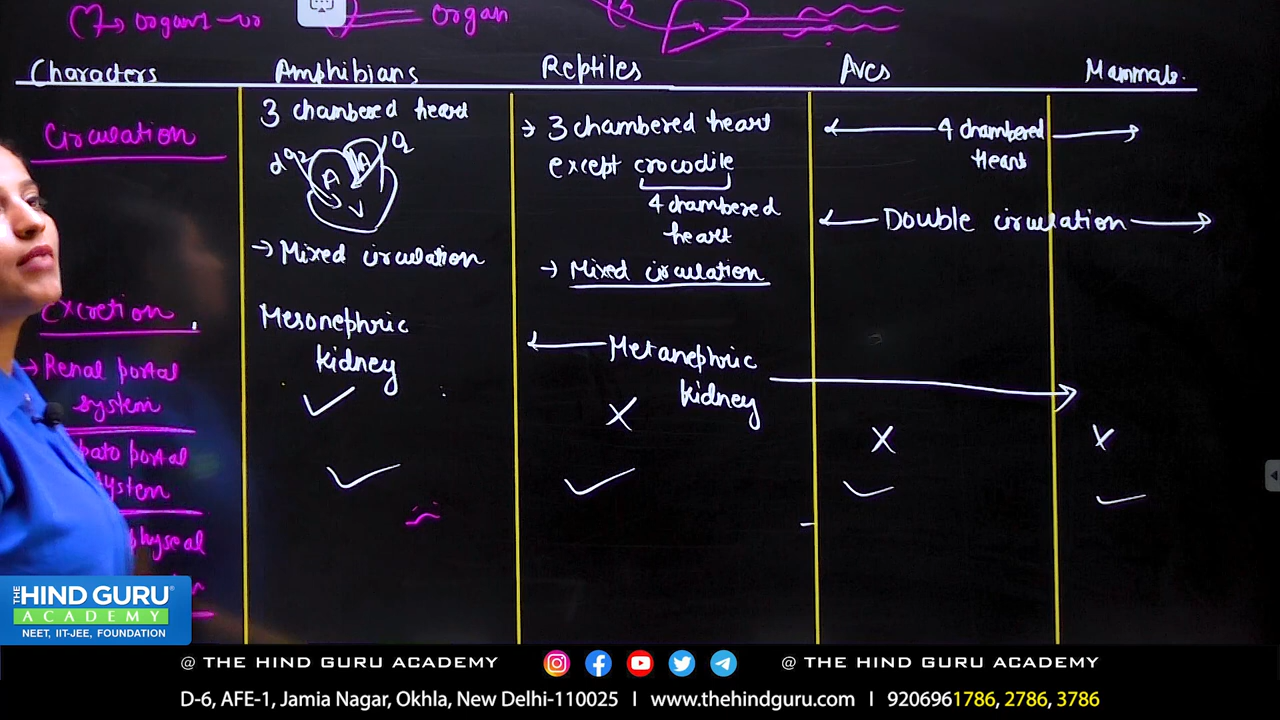 organs
organ
Characters
Amphibians
Reptiles
Aves
Mammals.
Circulation
3 chambered heart
A
A
V
→ Mixed circulation
→ 3 chambered heart
except crocodile
4 chambered
heart
→ Mixed circulation
4 chambered
Heart
Double circulation
Excretion
→ Renal portal
system
pato portal
system
physeal
Mesonephric
kidney
Metanephric
kidney
THE
HIND GURU®
ACADEMY
NEET, IIT-JEE, FOUNDATION
@ THE HIND GURU ACADEMY
@ THE HIND GURU ACADEMY
D-6, AFE-1, Jamia Nagar, Okhla, New Delhi-110025 | www.thehindguru.com | 9206961786, 2786, 3786